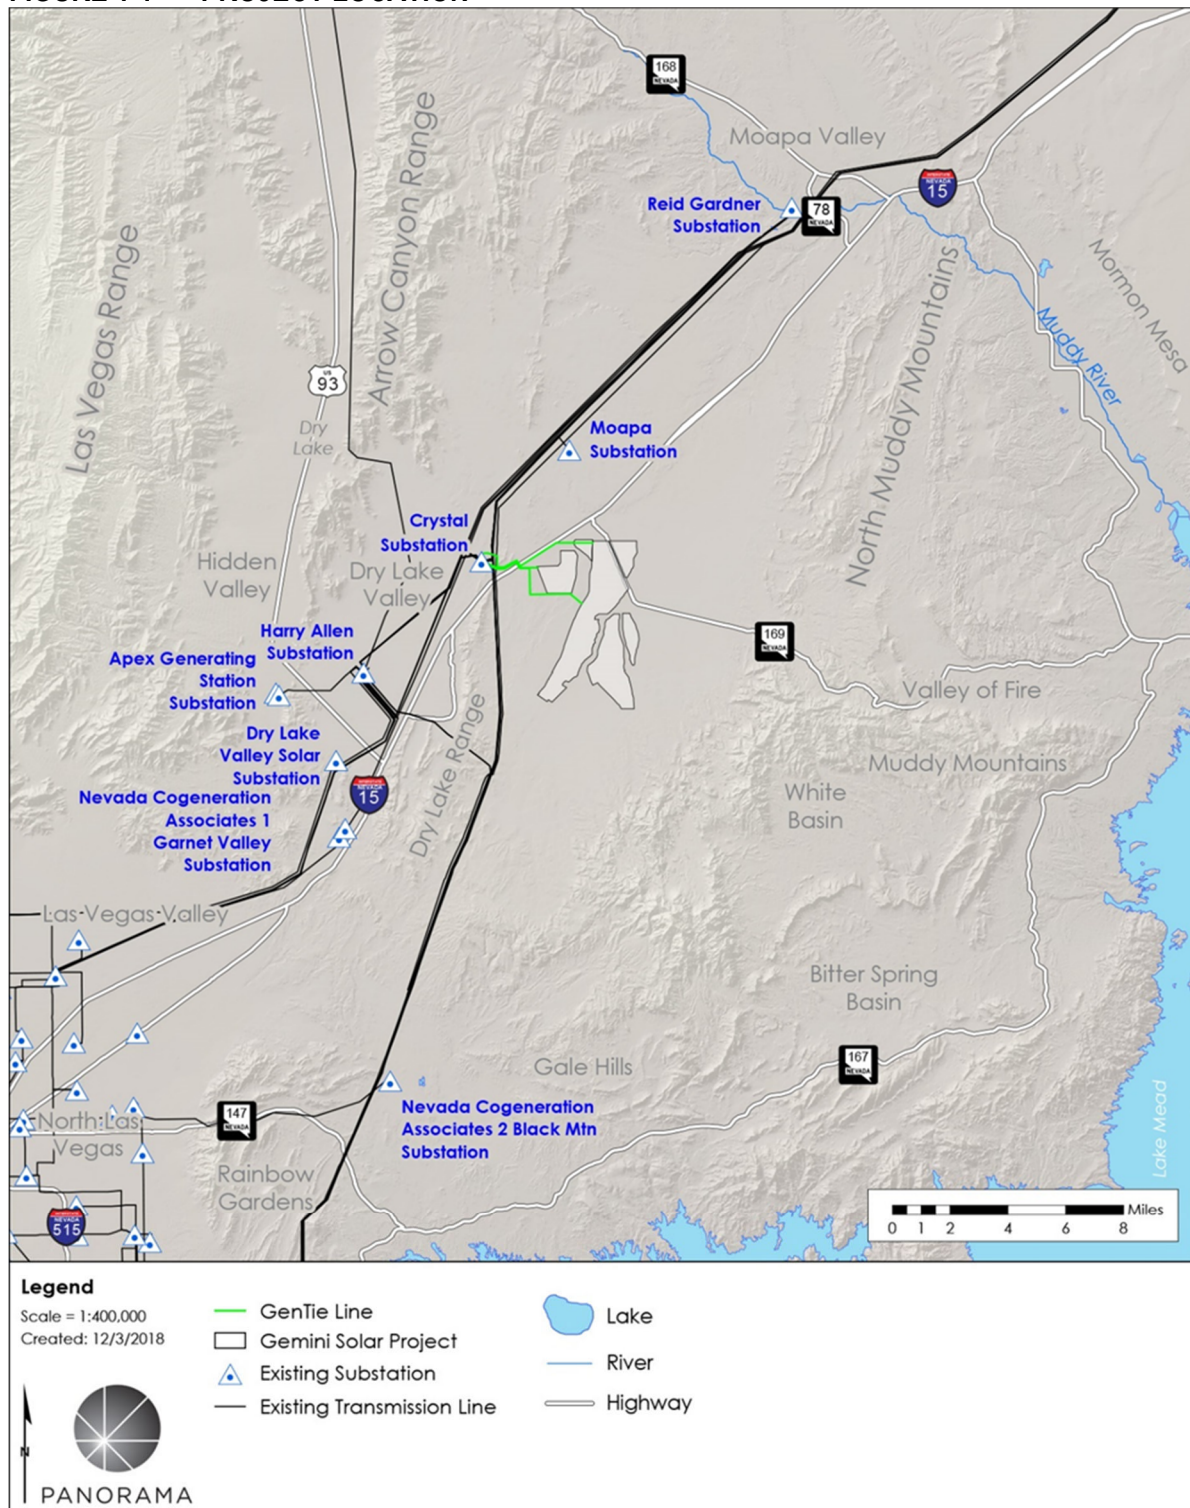 168
NEVADA
Moapa Valley
INTERSTATE
NEVADA
15
Reid Gardner
Substation
78
NEVADA
Arrow Canyon Range
Las Vegas Range
Mormon Mesa
North Muddy Mountains
Muddy River
US
93
Dry
Lake
Moapa
Substation
Crystal
Substation
Hidden
Valley
Dry Lake
Valley
Harry Allen
Substation
169
NEVADA
Apex Generating
Station
Substation
Valley of Fire
Dry Lake
Valley Solar
Substation
Dry Lake Range
Muddy Mountains
Nevada Cogeneration
Associates 1
Garnet Valley
Substation
INTERSTATE
NEVADA
15
White
Basin
Las Vegas Valley
Bitter Spring
Basin
Gale Hills
167
NEVADA
Nevada Cogeneration
Associates 2 Black Mtn
Substation
147
NEVADA
North Las
Vegas
Rainbow
Gardens
Lake Mead
INTERSTATE
NEVADA
515
Miles
0 1 2 4 6 8
Legend
Scale = 1:400,000
Created: 12/3/2018
GenTie Line
Gemini Solar Project
Existing Substation
Existing Transmission Line
Lake
River
Highway
N
PANORAMA